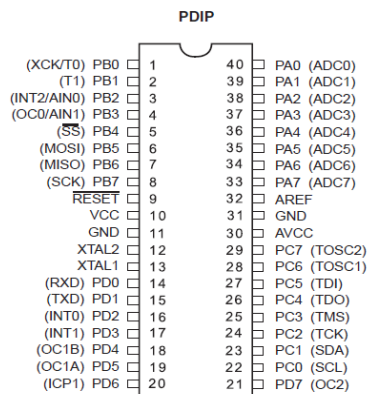 PDIP
(XCK/T0) PB0 1 40 PA0 (ADC0)
(T1) PB1 2 39 PA1 (ADC1)
(INT2/AIN0) PB2 3 38 PA2 (ADC2)
(OC0/AIN1) PB3 4 37 PA3 (ADC3)
(SS) PB4 5 36 PA4 (ADC4)
(MOSI) PB5 6 35 PA5 (ADC5)
(MISO) PB6 7 34 PA6 (ADC6)
(SCK) PB7 8 33 PA7 (ADC7)
RESET 9 32 AREF
VCC 10 31 GND
GND 11 30 AVCC
XTAL2 12 29 PC7 (TOSC2)
XTAL1 13 28 PC6 (TOSC1)
(RXD) PD0 14 27 PC5 (TDI)
(TXD) PD1 15 26 PC4 (TDO)
(INT0) PD2 16 25 PC3 (TMS)
(INT1) PD3 17 24 PC2 (TCK)
(OC1B) PD4 18 23 PC1 (SDA)
(OC1A) PD5 19 22 PC0 (SCL)
(ICP1) PD6 20 21 PD7 (OC2)